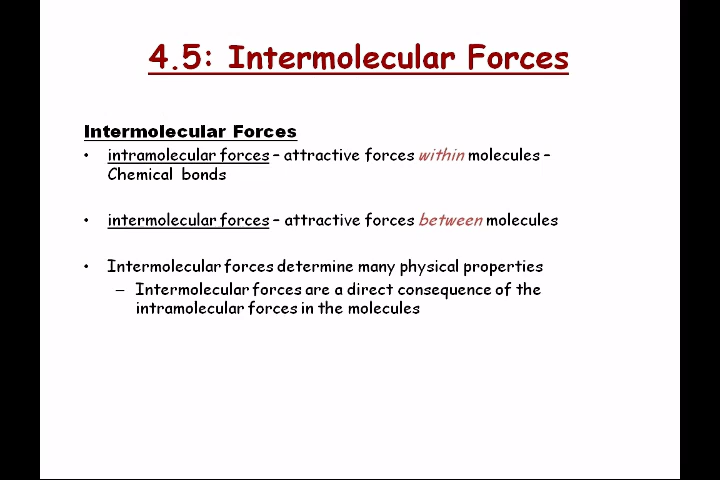 4.5: Intermolecular Forces
Intermolecular Forces
• intramolecular forces – attractive forces within molecules –
Chemical bonds
• intermolecular forces – attractive forces between molecules
• Intermolecular forces determine many physical properties
– Intermolecular forces are a direct consequence of the
intramolecular forces in the molecules